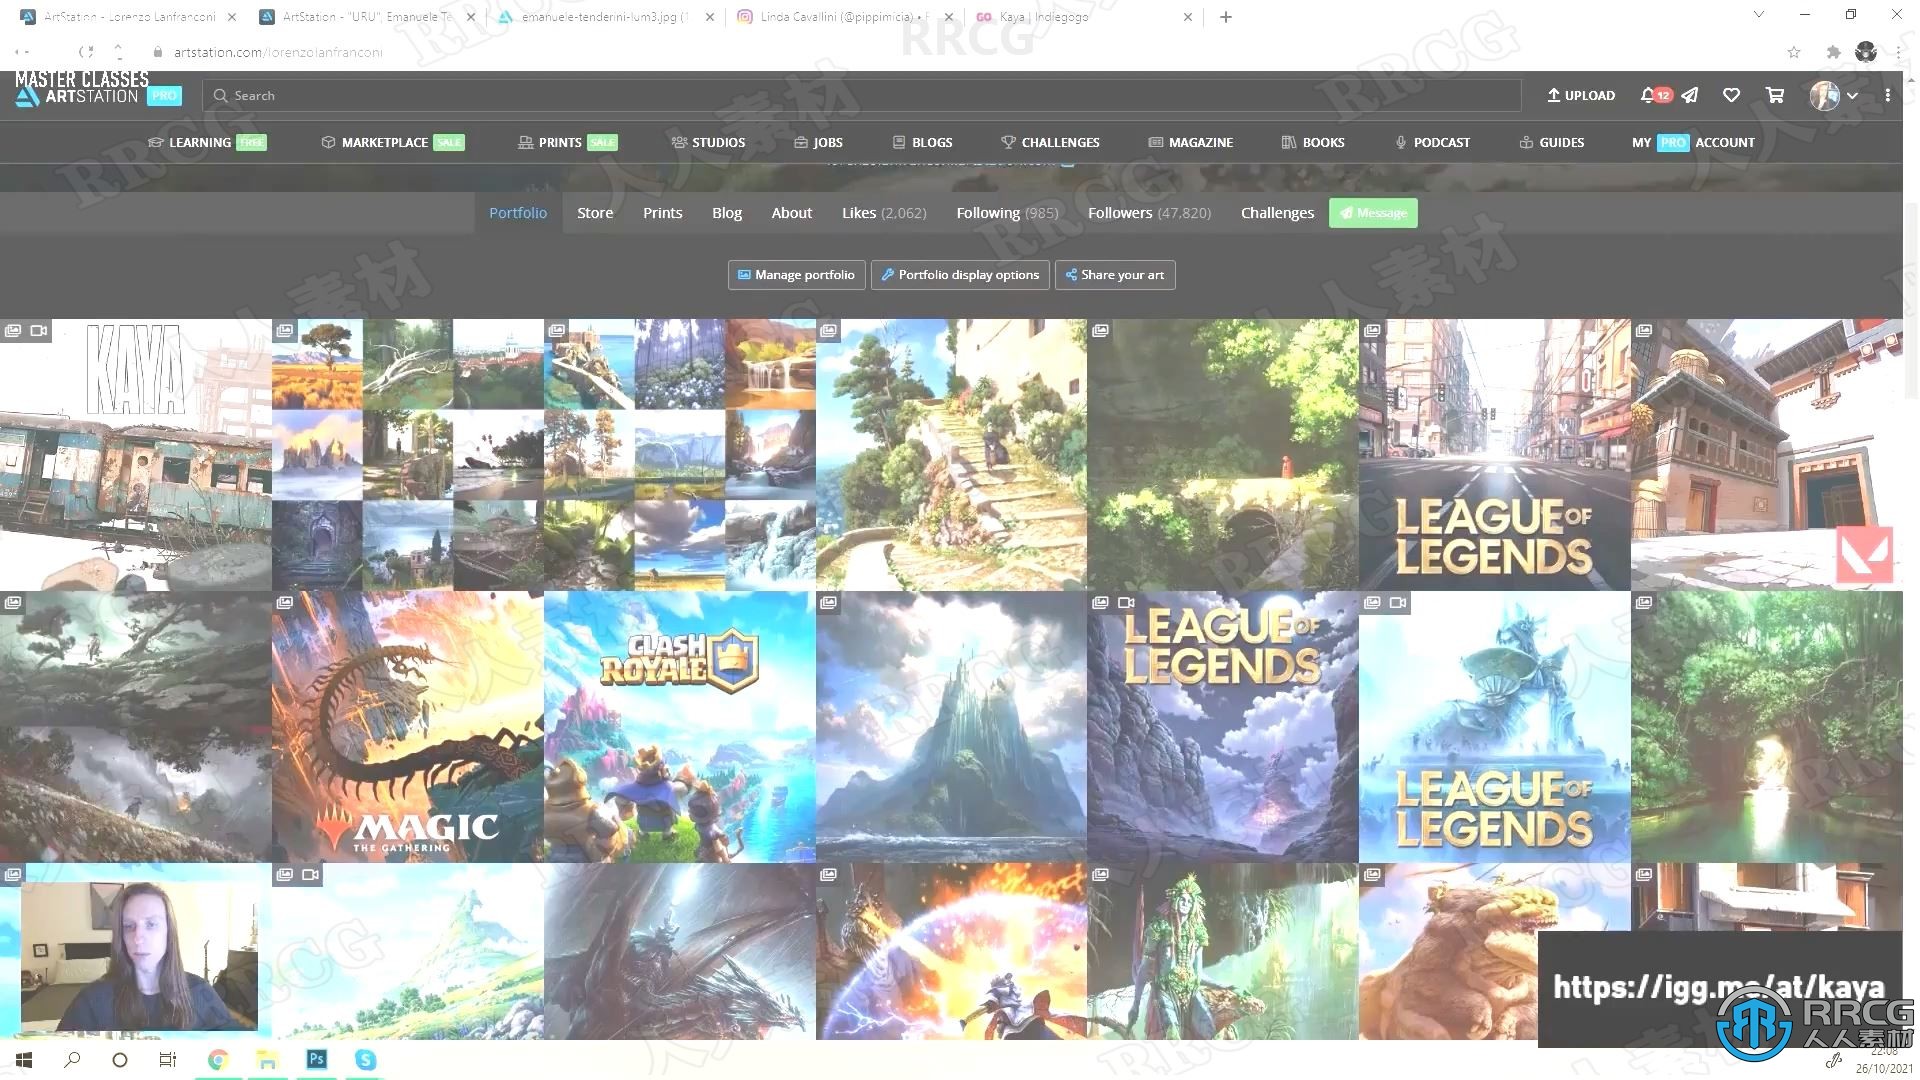 ArtStation - Lorenzo Lanfranconi
ArtStation - "URU", Emanuele Te
emanuele-tenderini-lum3.jpg (1
Linda Cavallini (@pippimicia) •
Kaya | Indiegogo
RRCG
artstation.com/lorenzolanfranconi
MASTER CLASSES
ARTSTATION PRO
Search
UPLOAD
12
LEARNING FREE
MARKETPLACE SALE
PRINTS SALE
STUDIOS
JOBS
BLOGS
CHALLENGES
MAGAZINE
BOOKS
PODCAST
GUIDES
MY PRO ACCOUNT
Portfolio
Store
Prints
Blog
About
Likes (2,062)
Following (985)
Followers (47,820)
Challenges
Message
Manage portfolio
Portfolio display options
Share your art
KAYA
LEAGUE OF
LEGENDS
MAGIC
THE GATHERING
CLASH
ROYALE
LEAGUE OF
LEGENDS
LEAGUE OF
LEGENDS
https://igg.me/at/kaya
RRCG
人人素材
Ps
22:08
26/10/2021